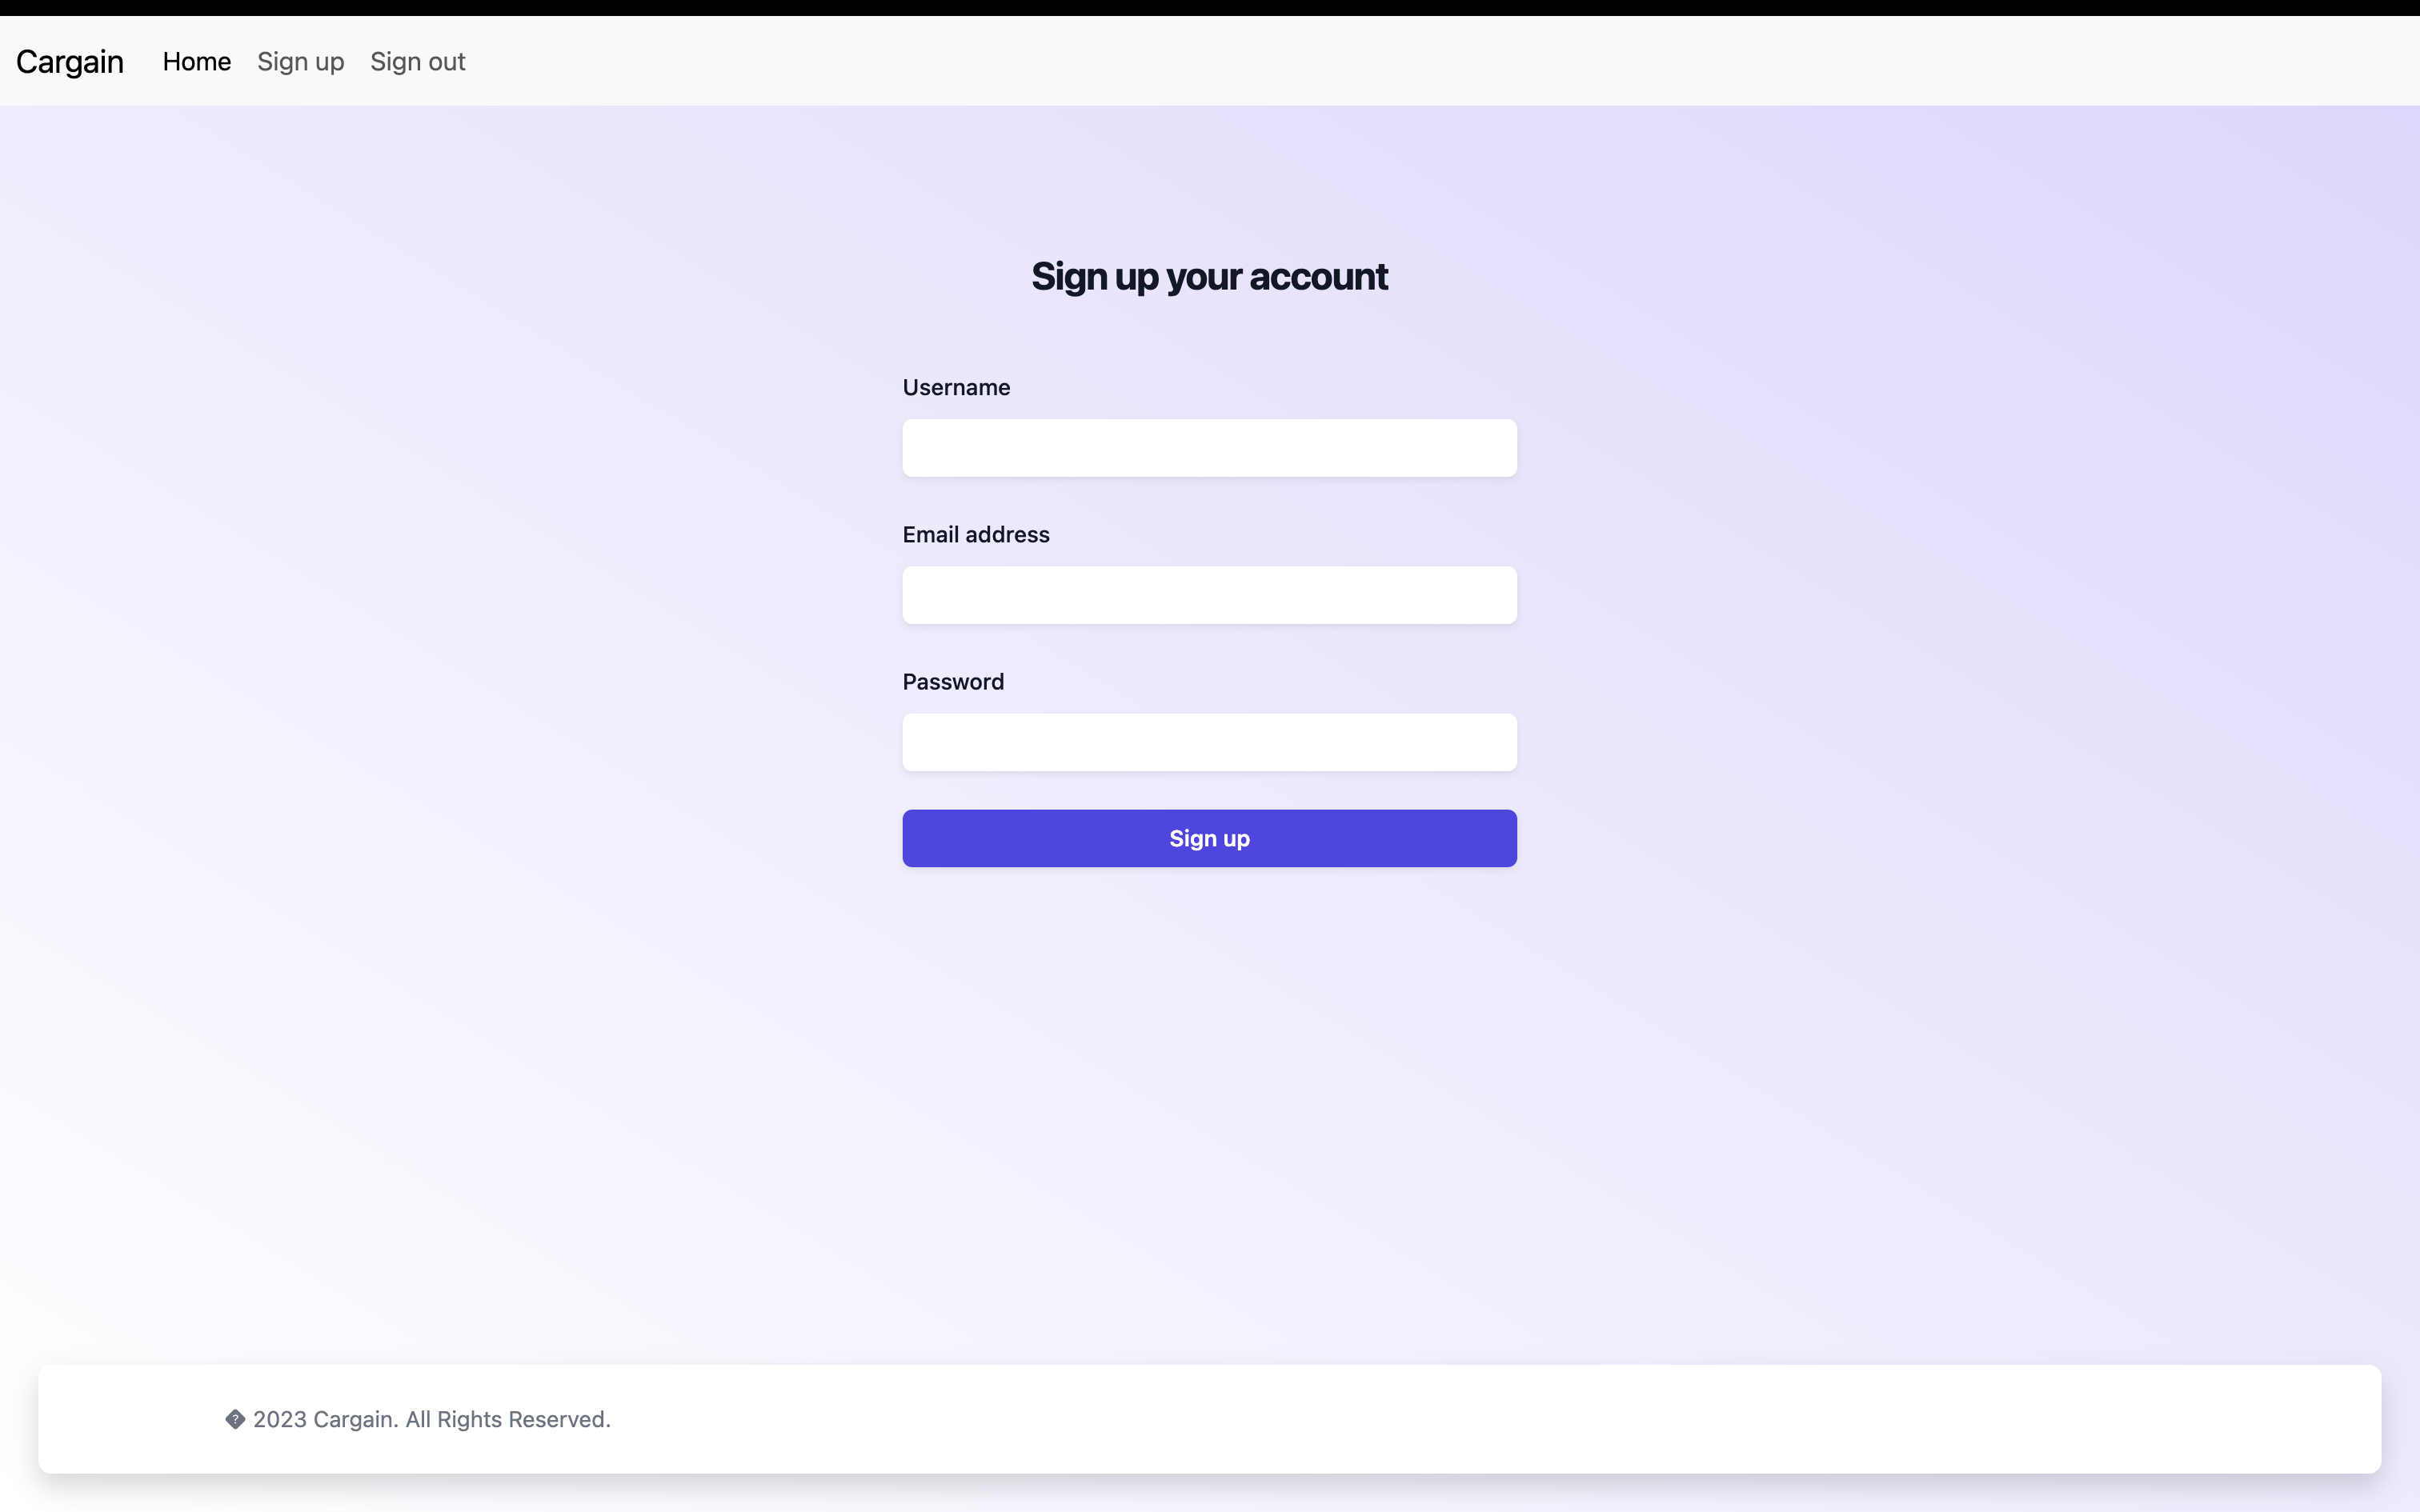 Cargain Home Sign up Sign out
Sign up your account
Username
Email address
Password
Sign up
� 2023 Cargain. All Rights Reserved.